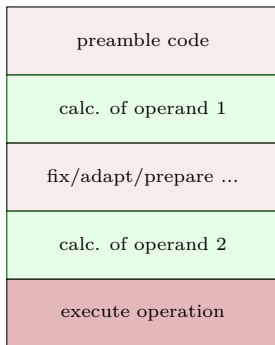 preamble code
calc. of operand 1
fix/adapt/prepare ...
calc. of operand 2
execute operation